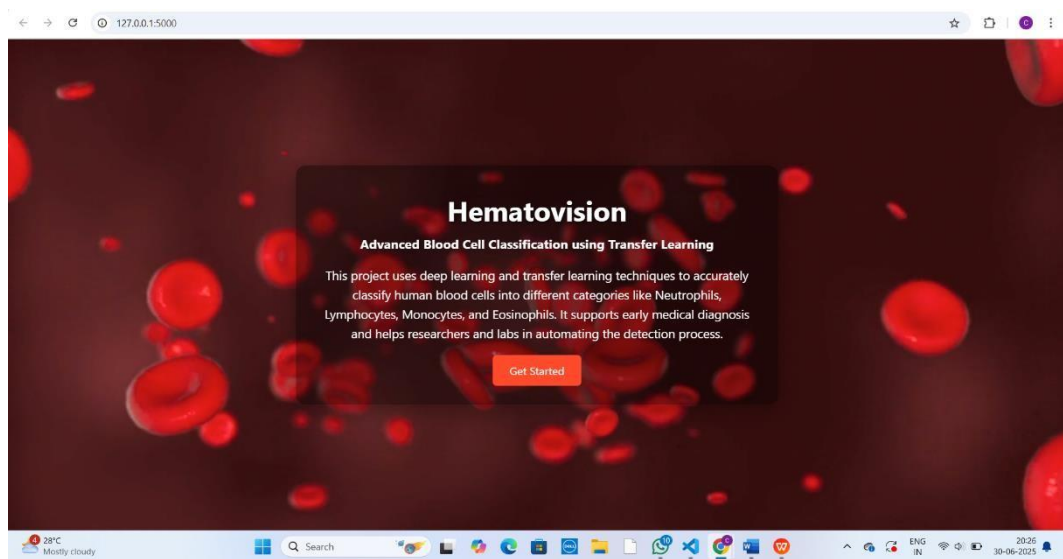 127.0.0.1:5000
C
Hematovision
Advanced Blood Cell Classification using Transfer Learning
This project uses deep learning and transfer learning techniques to accurately
classify human blood cells into different categories like Neutrophils,
Lymphocytes, Monocytes, and Eosinophils. It supports early medical diagnosis
and helps researchers and labs in automating the detection process.
Get Started
4
28°C
Mostly cloudy
Search
ENG
IN
20:26
30-06-2025